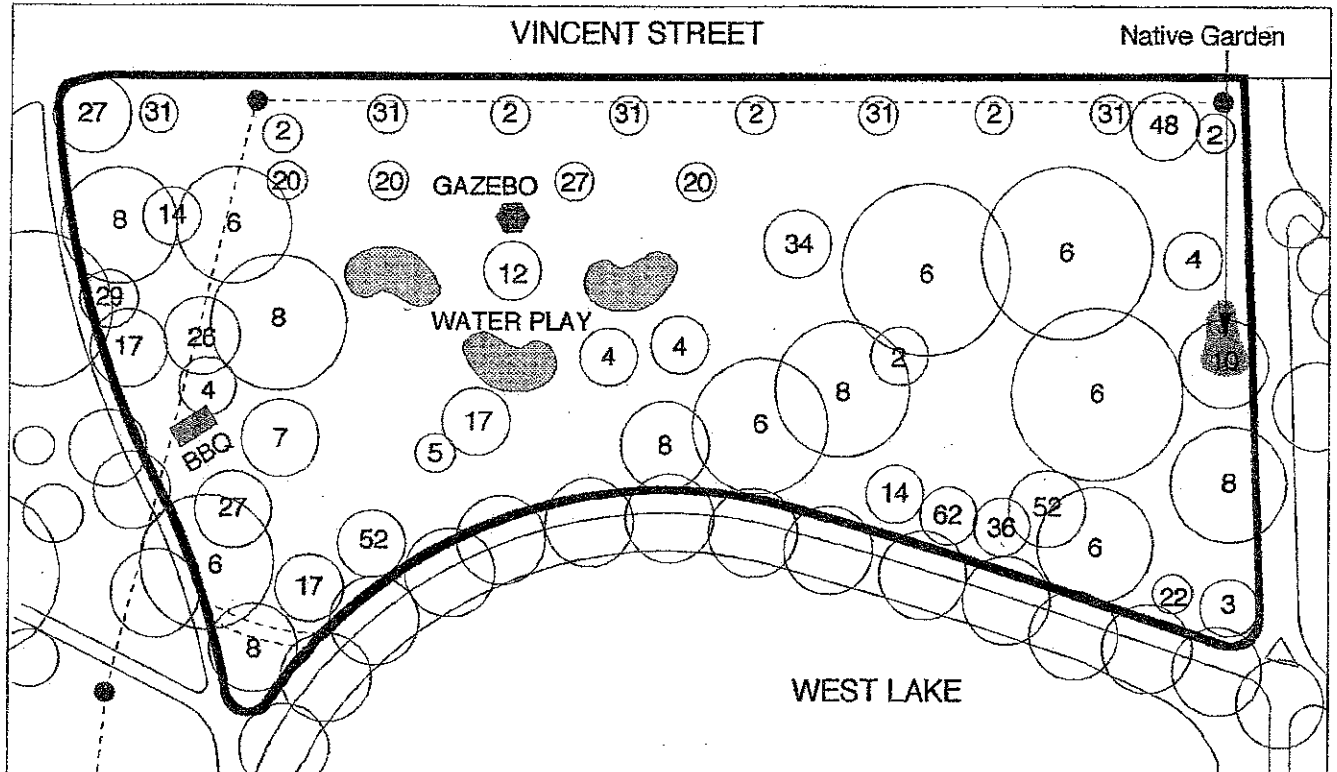 VINCENT STREET
Native Garden
27 31 31 2 31 2 31 2 31 48 2
2
20 20 27 20
GAZEBO
8 14 6
34
12 6 6 4
29
WATER PLAY
17 26 8
4 4 2 10
4 8 6
BBQ
7 17 6
5 8
27 14 62 36 52 8
52
6 17 6
22 3
8
WEST LAKE